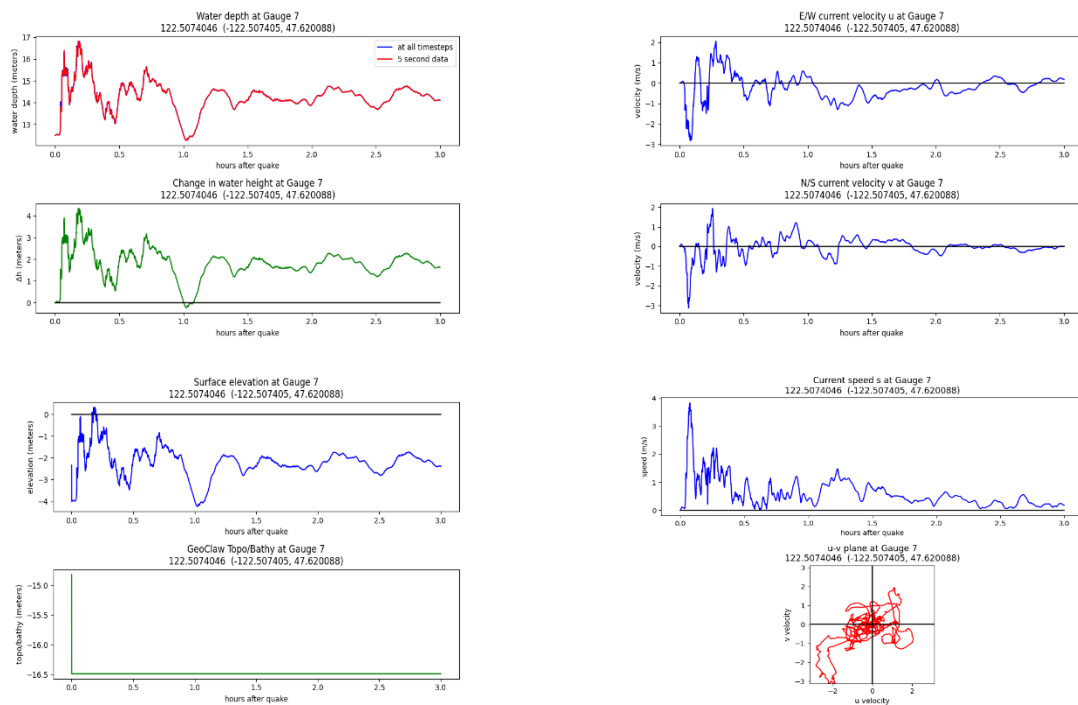 Water depth at Gauge 7
122.5074046 (-122.507405, 47.620088)
17
16
15
14
13
water depth (meters)
at all timesteps
5 second data
0.0 0.5 1.0 1.5 2.0 2.5 3.0
hours after quake
Change in water height at Gauge 7
122.5074046 (-122.507405, 47.620088)
4
3
2
1
0
Δh (meters)
0.0 0.5 1.0 1.5 2.0 2.5 3.0
hours after quake
Surface elevation at Gauge 7
122.5074046 (-122.507405, 47.620088)
0
−1
−2
−3
−4
elevation (meters)
0.0 0.5 1.0 1.5 2.0 2.5 3.0
hours after quake
GeoClaw Topo/Bathy at Gauge 7
122.5074046 (-122.507405, 47.620088)
−15.0
−15.5
−16.0
−16.5
topo/bathy (meters)
0.0 0.5 1.0 1.5 2.0 2.5 3.0
hours after quake
E/W current velocity u at Gauge 7
122.5074046 (-122.507405, 47.620088)
2
1
0
−1
−2
−3
velocity (m/s)
0.0 0.5 1.0 1.5 2.0 2.5 3.0
hours after quake
N/S current velocity v at Gauge 7
122.5074046 (-122.507405, 47.620088)
2
1
0
−1
−2
−3
velocity (m/s)
0.0 0.5 1.0 1.5 2.0 2.5 3.0
hours after quake
Current speed s at Gauge 7
122.5074046 (-122.507405, 47.620088)
4
3
2
1
0
speed (m/s)
0.0 0.5 1.0 1.5 2.0 2.5 3.0
hours after quake
u-v plane at Gauge 7
122.5074046 (-122.507405, 47.620088)
3
2
1
0
−1
−2
−3
v velocity
−2 0 2
u velocity